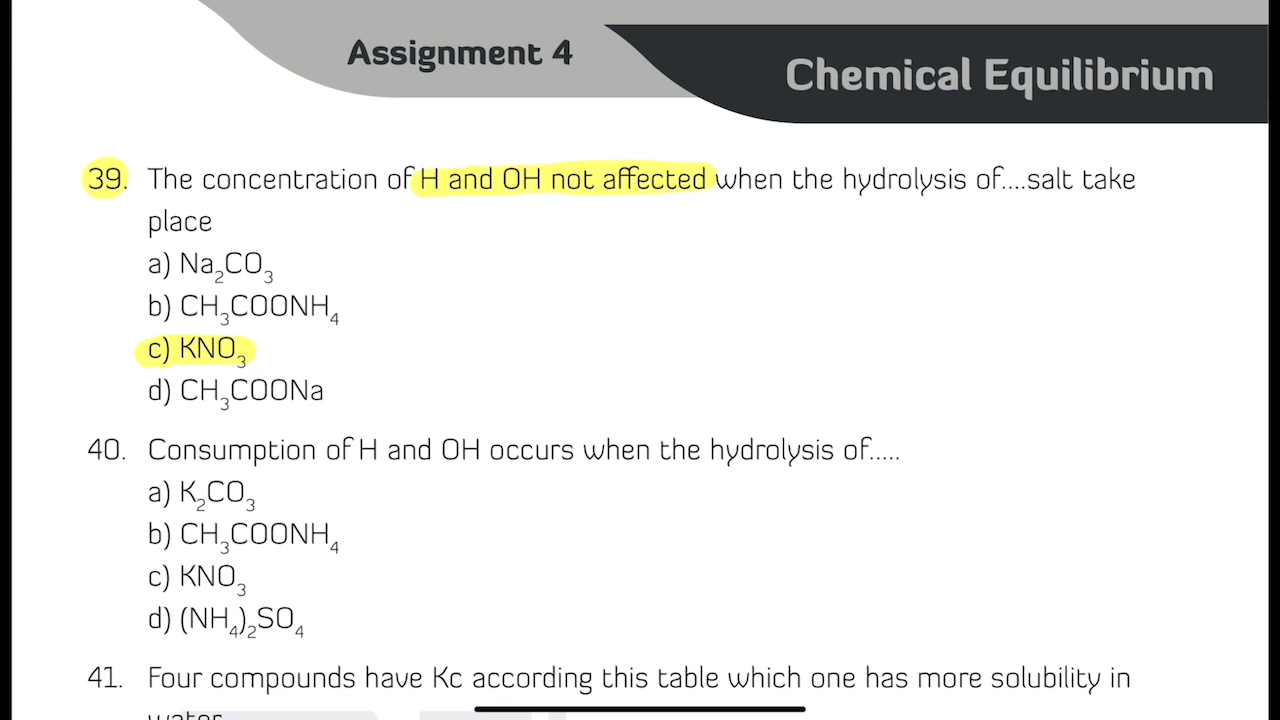 Assignment 4
Chemical Equilibrium
39. The concentration of H and OH not affected when the hydrolysis of....salt take
place
a) Na₂CO₃
b) CH₃COONH₄
c) KNO₃
d) CH₃COONa
40. Consumption of H and OH occurs when the hydrolysis of.....
a) K₂CO₃
b) CH₃COONH₄
c) KNO₃
d) (NH₄)₂SO₄
41. Four compounds have Kc according this table which one has more solubility in